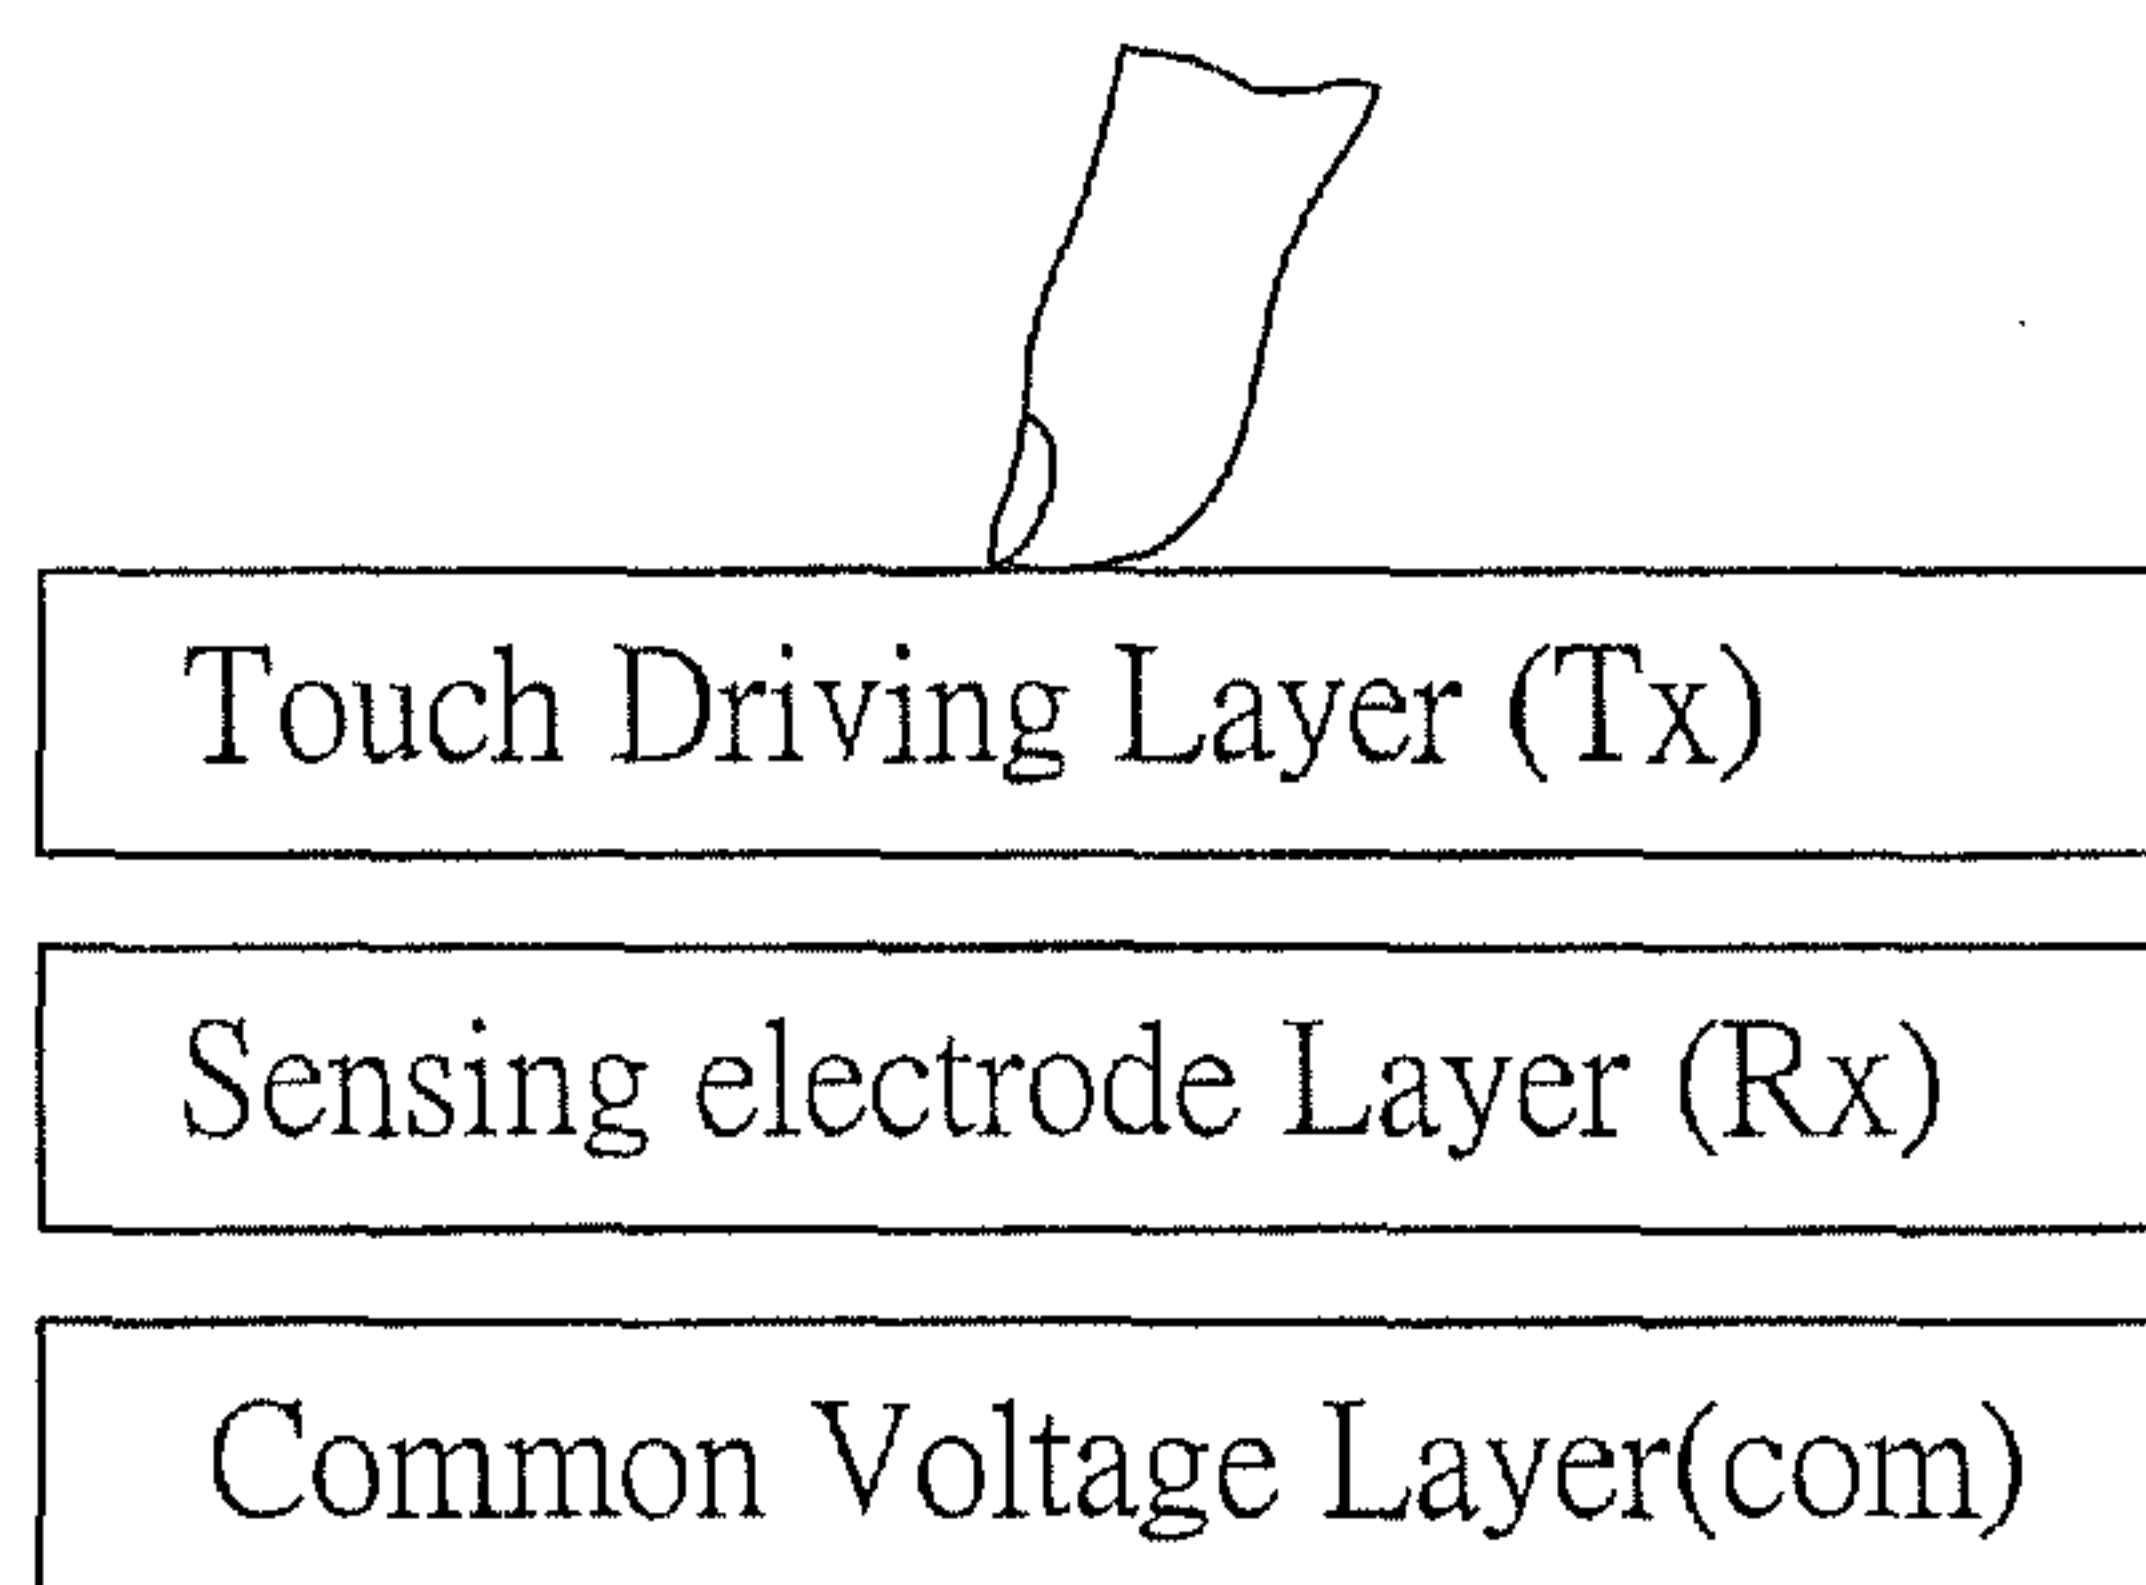 Touch Driving Layer (Tx)
Sensing electrode Layer (Rx)
Common Voltage Layer(com)